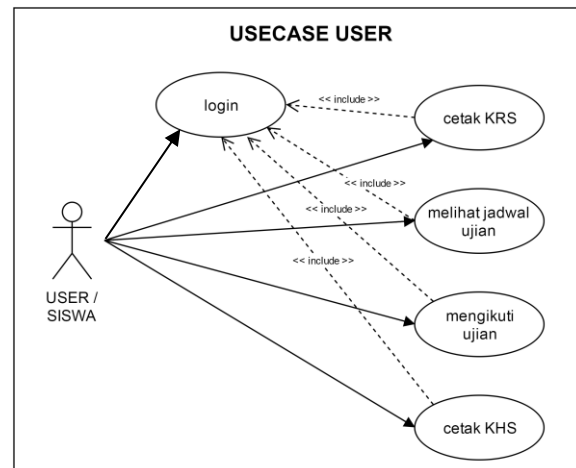 USECASE USER
login
<< include >>
cetak KRS
<< include >>
melihat jadwal
ujian
<< include >>
<< include >>
USER /
SISWA
mengikuti
ujian
cetak KHS